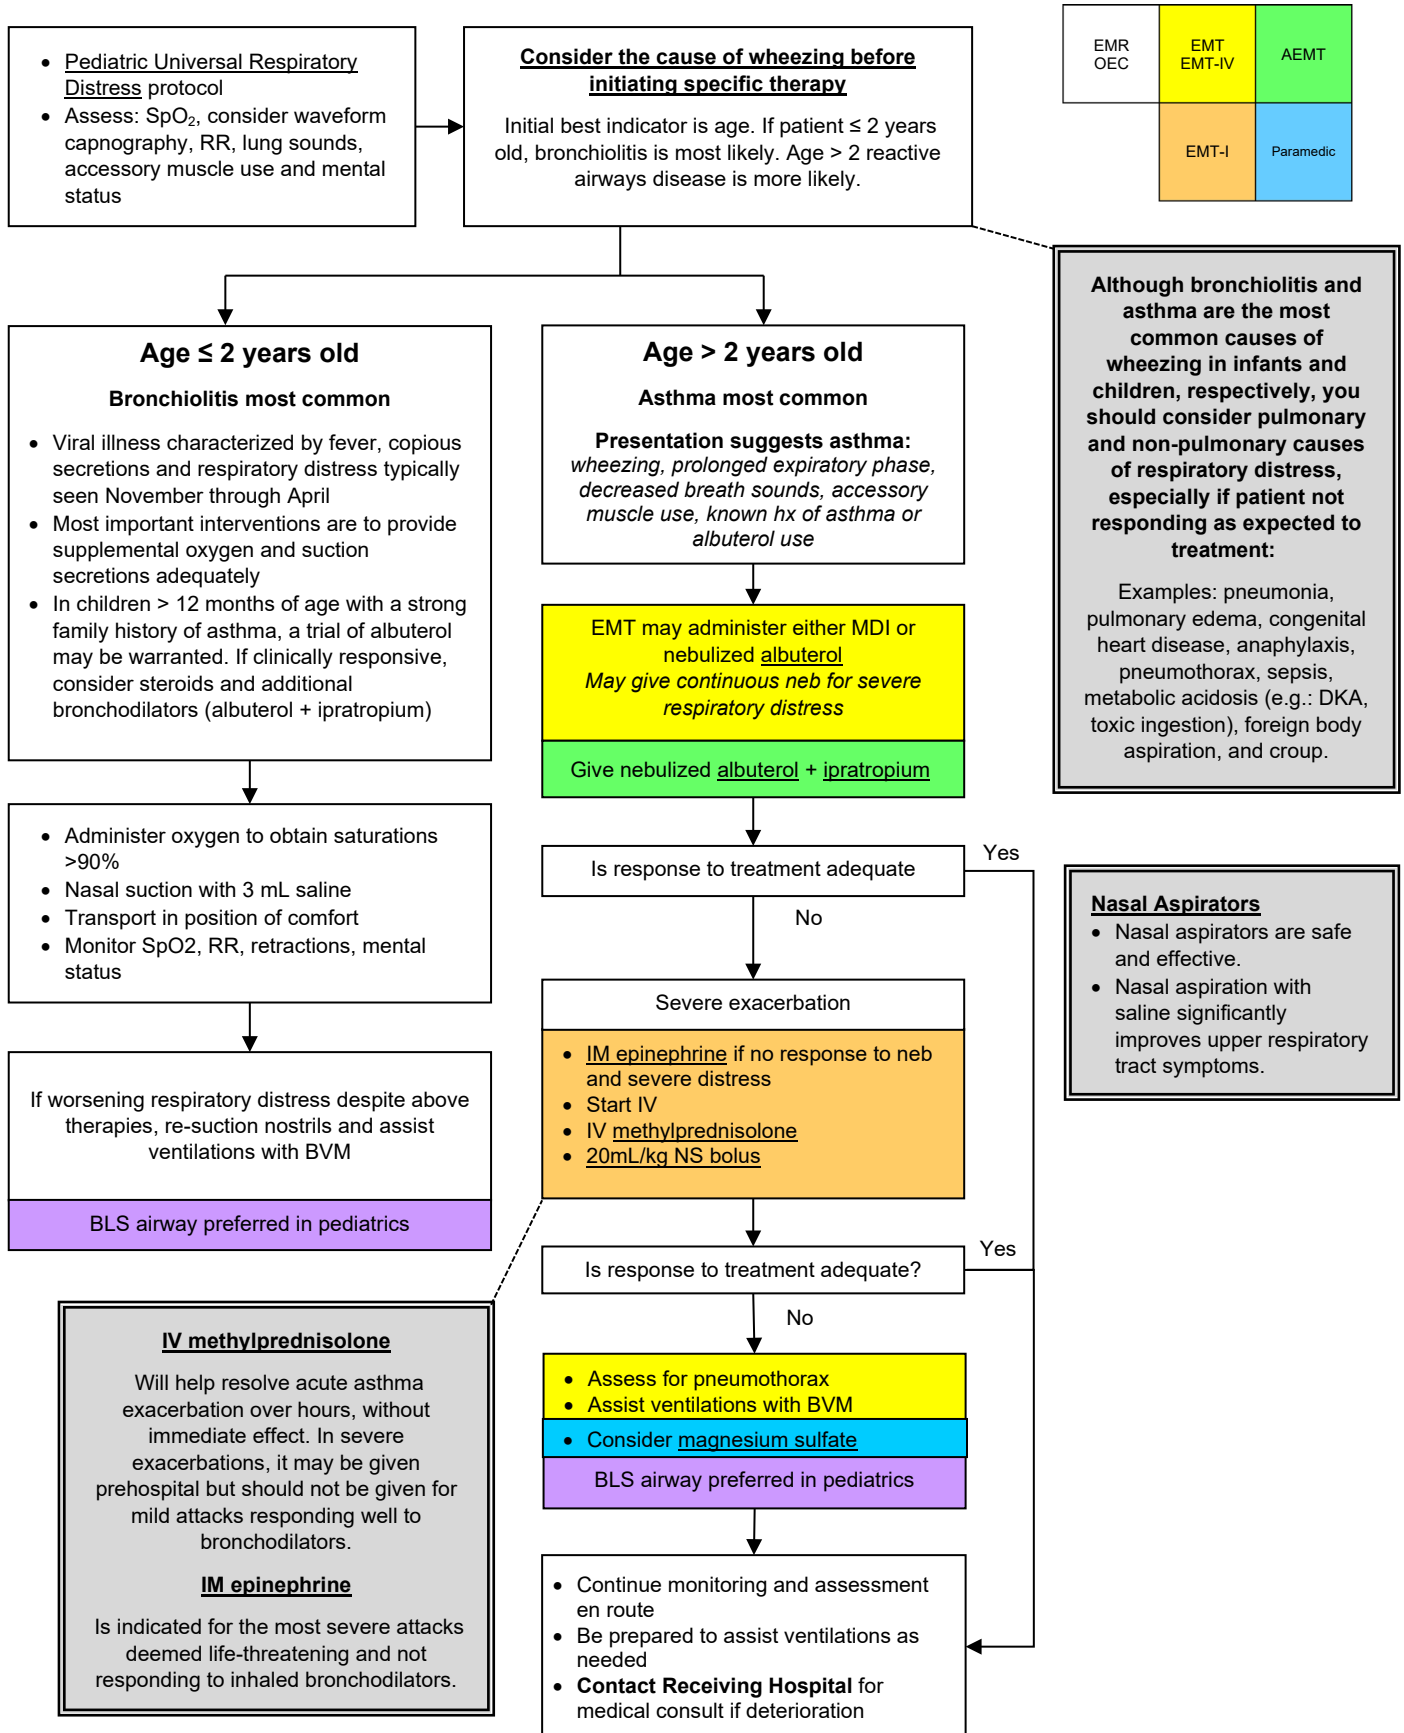 • Pediatric Universal Respiratory
Distress protocol
• Assess: SpO₂, consider waveform
capnography, RR, lung sounds,
accessory muscle use and mental
status
Consider the cause of wheezing before
initiating specific therapy
Initial best indicator is age. If patient ≤ 2 years
old, bronchiolitis is most likely. Age > 2 reactive
airways disease is more likely.
EMR
OEC
EMT
EMT-IV
AEMT
EMT-I
Paramedic
Although bronchiolitis and
asthma are the most
common causes of
wheezing in infants and
children, respectively, you
should consider pulmonary
and non-pulmonary causes
of respiratory distress,
especially if patient not
responding as expected to
treatment:
Examples: pneumonia,
pulmonary edema, congenital
heart disease, anaphylaxis,
pneumothorax, sepsis,
metabolic acidosis (e.g.: DKA,
toxic ingestion), foreign body
aspiration, and croup.
Age ≤ 2 years old
Bronchiolitis most common
• Viral illness characterized by fever, copious
secretions and respiratory distress typically
seen November through April
• Most important interventions are to provide
supplemental oxygen and suction
secretions adequately
• In children > 12 months of age with a strong
family history of asthma, a trial of albuterol
may be warranted. If clinically responsive,
consider steroids and additional
bronchodilators (albuterol + ipratropium)
• Administer oxygen to obtain saturations
>90%
• Nasal suction with 3 mL saline
• Transport in position of comfort
• Monitor SpO2, RR, retractions, mental
status
If worsening respiratory distress despite above
therapies, re-suction nostrils and assist
ventilations with BVM
BLS airway preferred in pediatrics
Age > 2 years old
Asthma most common
Presentation suggests asthma:
wheezing, prolonged expiratory phase,
decreased breath sounds, accessory
muscle use, known hx of asthma or
albuterol use
EMT may administer either MDI or
nebulized albuterol
May give continuous neb for severe
respiratory distress
Give nebulized albuterol + ipratropium
Is response to treatment adequate
Yes
No
Severe exacerbation
• IM epinephrine if no response to neb
and severe distress
• Start IV
• IV methylprednisolone
• 20mL/kg NS bolus
Is response to treatment adequate?
Yes
No
• Assess for pneumothorax
• Assist ventilations with BVM
• Consider magnesium sulfate
BLS airway preferred in pediatrics
• Continue monitoring and assessment
en route
• Be prepared to assist ventilations as
needed
• Contact Receiving Hospital for
medical consult if deterioration
Nasal Aspirators
• Nasal aspirators are safe
and effective.
• Nasal aspiration with
saline significantly
improves upper respiratory
tract symptoms.
IV methylprednisolone
Will help resolve acute asthma
exacerbation over hours, without
immediate effect. In severe
exacerbations, it may be given
prehospital but should not be given for
mild attacks responding well to
bronchodilators.
IM epinephrine
Is indicated for the most severe attacks
deemed life-threatening and not
responding to inhaled bronchodilators.